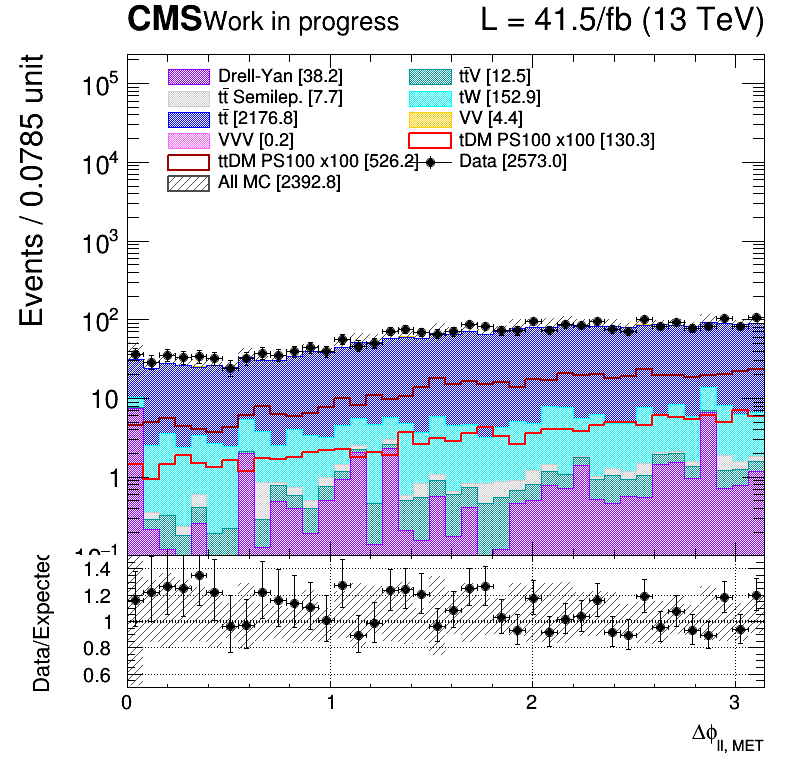 CMS Work in progress L = 41.5/fb (13 TeV)
Events / 0.0785 unit
10⁵
10⁴
10³
10²
10
1
10⁻¹
Drell-Yan [38.2]
tt̄V [12.5]
tt̄ Semilep. [7.7]
tW [152.9]
tt̄ [2176.8]
VV [4.4]
VVV [0.2]
tDM PS100 x100 [130.3]
ttDM PS100 x100 [526.2]
Data [2573.0]
All MC [2392.8]
Data/Expected
1.4
1.2
1
0.8
0.6
0 1 2 3
Δϕ_ll, MET